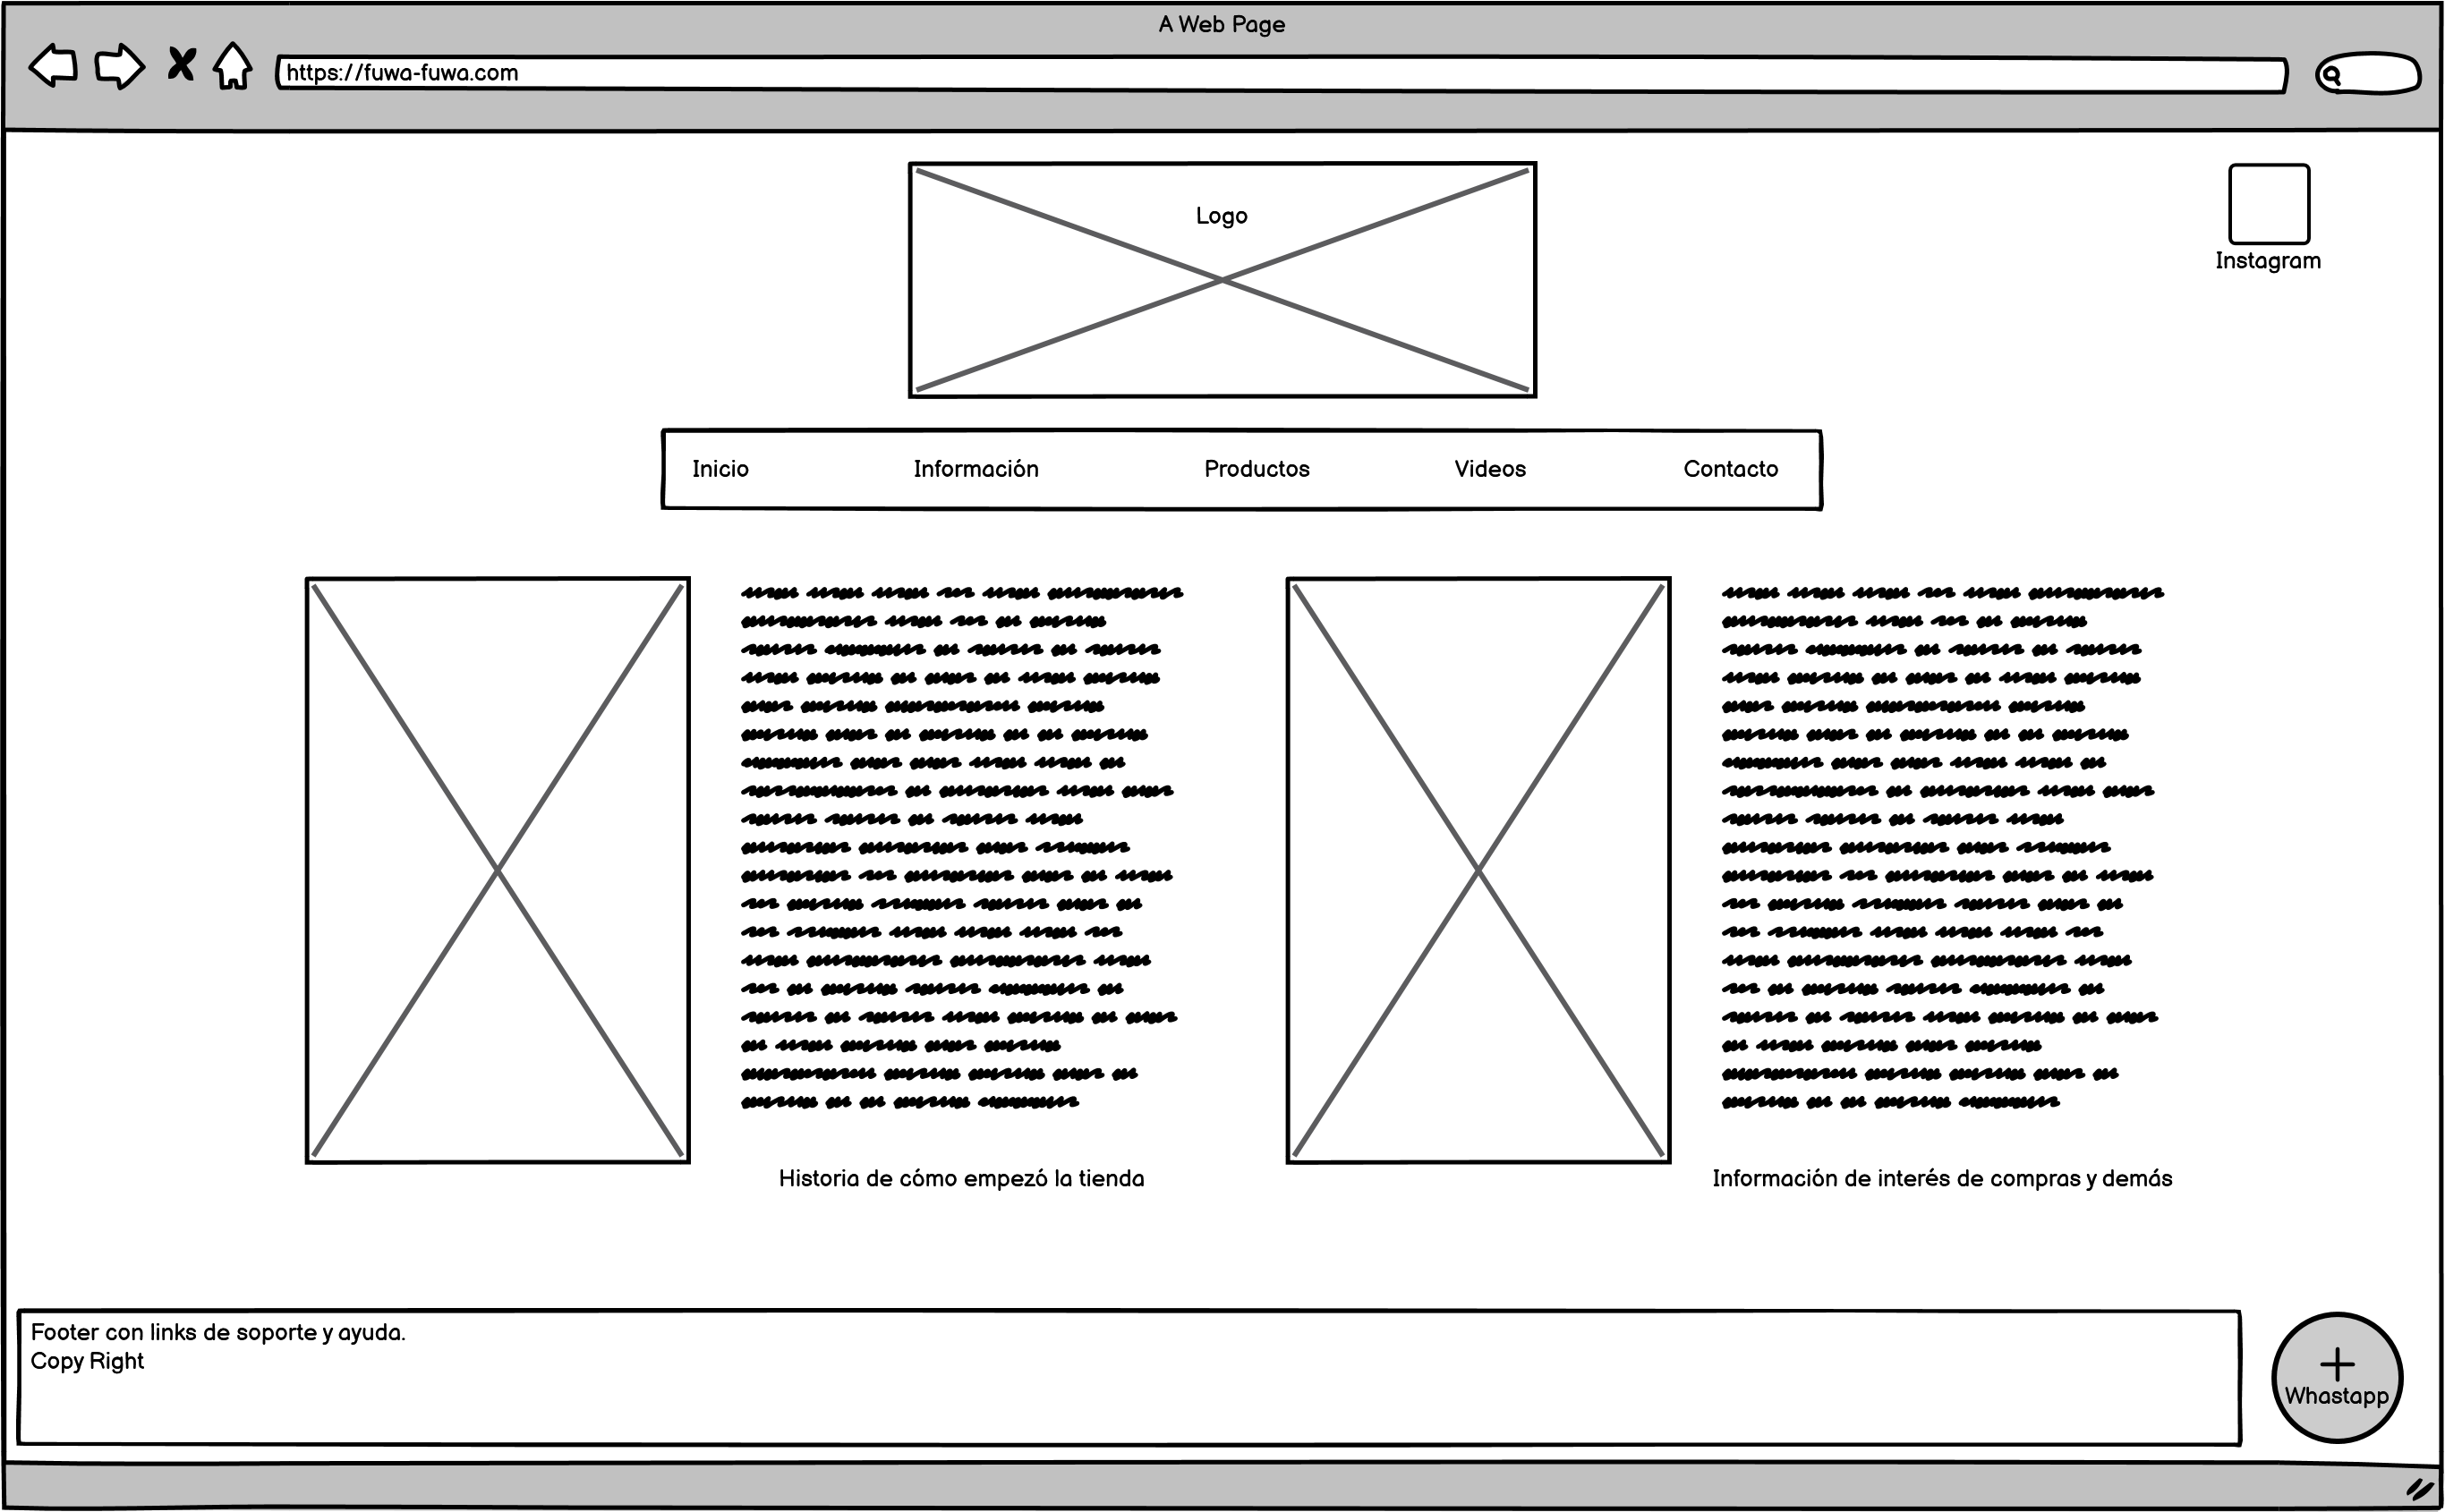 A Web Page
https://fuwa-fuwa.com
Logo
Instagram
Inicio Información Productos Videos Contacto
Historia de cómo empezó la tienda
Información de interés de compras y demás
Footer con links de soporte y ayuda.
Copy Right
Whastapp